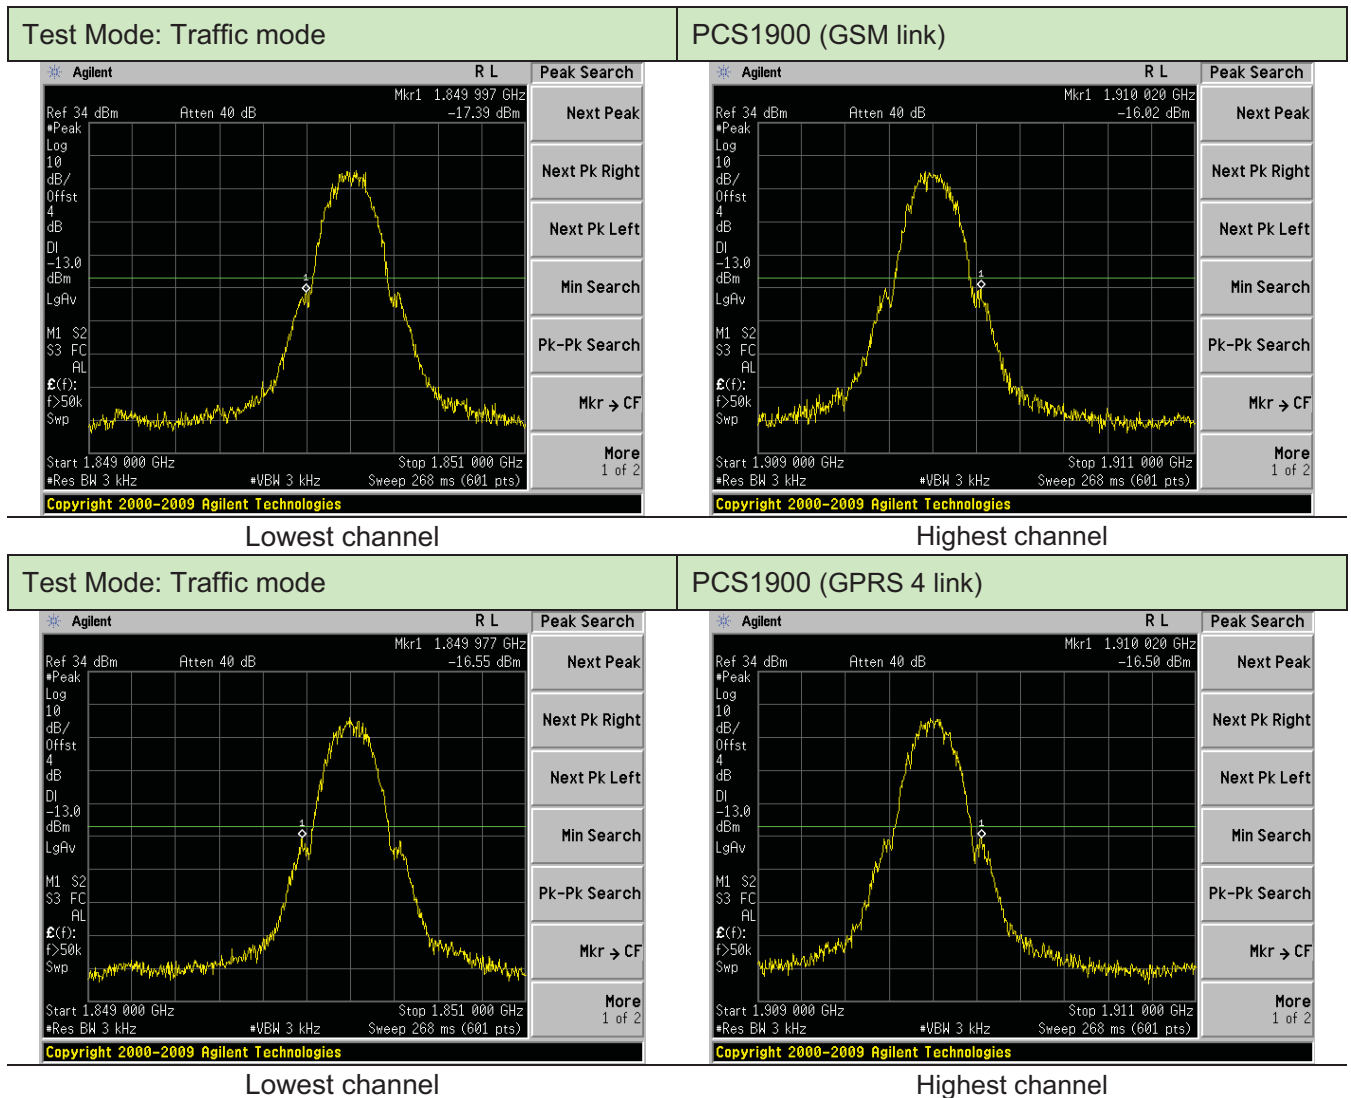 Test Mode: Traffic mode
PCS1900 (GSM link)
Agilent
R L
Peak Search
Mkr1 1.849 997 GHz
Ref 34 dBm
Atten 40 dB
-17.39 dBm
#Peak
Log
10
dB/
Offst
4
dB
DI
-13.0
dBm
LgAv
M1 S2
S3 FC
AL
£(f):
f>50k
Swp
1
Start 1.849 000 GHz
Stop 1.851 000 GHz
#Res BW 3 kHz
#VBW 3 kHz
Sweep 268 ms (601 pts)
Next Peak
Next Pk Right
Next Pk Left
Min Search
Pk-Pk Search
Mkr → CF
More
1 of 2
Copyright 2000-2009 Agilent Technologies
Lowest channel
Agilent
R L
Peak Search
Mkr1 1.910 020 GHz
Ref 34 dBm
Atten 40 dB
-16.02 dBm
#Peak
Log
10
dB/
Offst
4
dB
DI
-13.0
dBm
LgAv
M1 S2
S3 FC
AL
£(f):
f>50k
Swp
1
Start 1.909 000 GHz
Stop 1.911 000 GHz
#Res BW 3 kHz
#VBW 3 kHz
Sweep 268 ms (601 pts)
Next Peak
Next Pk Right
Next Pk Left
Min Search
Pk-Pk Search
Mkr → CF
More
1 of 2
Copyright 2000-2009 Agilent Technologies
Highest channel
Test Mode: Traffic mode
PCS1900 (GPRS 4 link)
Agilent
R L
Peak Search
Mkr1 1.849 977 GHz
Ref 34 dBm
Atten 40 dB
-16.55 dBm
#Peak
Log
10
dB/
Offst
4
dB
DI
-13.0
dBm
LgAv
M1 S2
S3 FC
AL
£(f):
f>50k
Swp
1
Start 1.849 000 GHz
Stop 1.851 000 GHz
#Res BW 3 kHz
#VBW 3 kHz
Sweep 268 ms (601 pts)
Next Peak
Next Pk Right
Next Pk Left
Min Search
Pk-Pk Search
Mkr → CF
More
1 of 2
Copyright 2000-2009 Agilent Technologies
Lowest channel
Agilent
R L
Peak Search
Mkr1 1.910 020 GHz
Ref 34 dBm
Atten 40 dB
-16.50 dBm
#Peak
Log
10
dB/
Offst
4
dB
DI
-13.0
dBm
LgAv
M1 S2
S3 FC
AL
£(f):
f>50k
Swp
1
Start 1.909 000 GHz
Stop 1.911 000 GHz
#Res BW 3 kHz
#VBW 3 kHz
Sweep 268 ms (601 pts)
Next Peak
Next Pk Right
Next Pk Left
Min Search
Pk-Pk Search
Mkr → CF
More
1 of 2
Copyright 2000-2009 Agilent Technologies
Highest channel